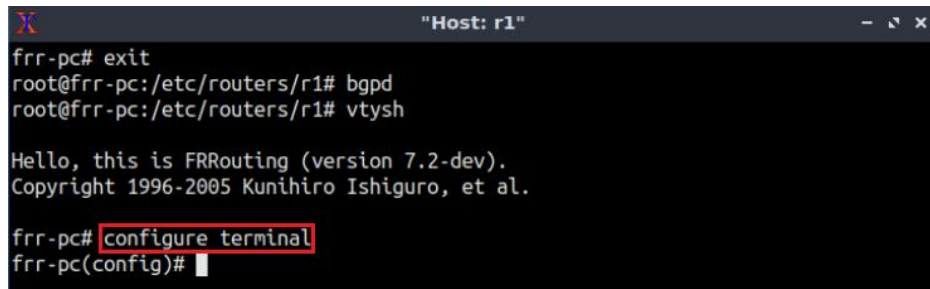 "Host: r1"
frr-pc# exit
root@frr-pc:/etc/routers/r1# bgpd
root@frr-pc:/etc/routers/r1# vtysh
Hello, this is FRRouting (version 7.2-dev).
Copyright 1996-2005 Kunihiro Ishiguro, et al.
frr-pc# configure terminal
frr-pc(config)#